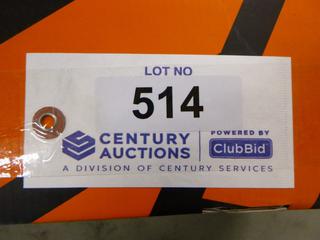 LOT NO
514
CENTURY AUCTIONS
POWERED BY
ClubBid
A DIVISION OF CENTURY SERVICES